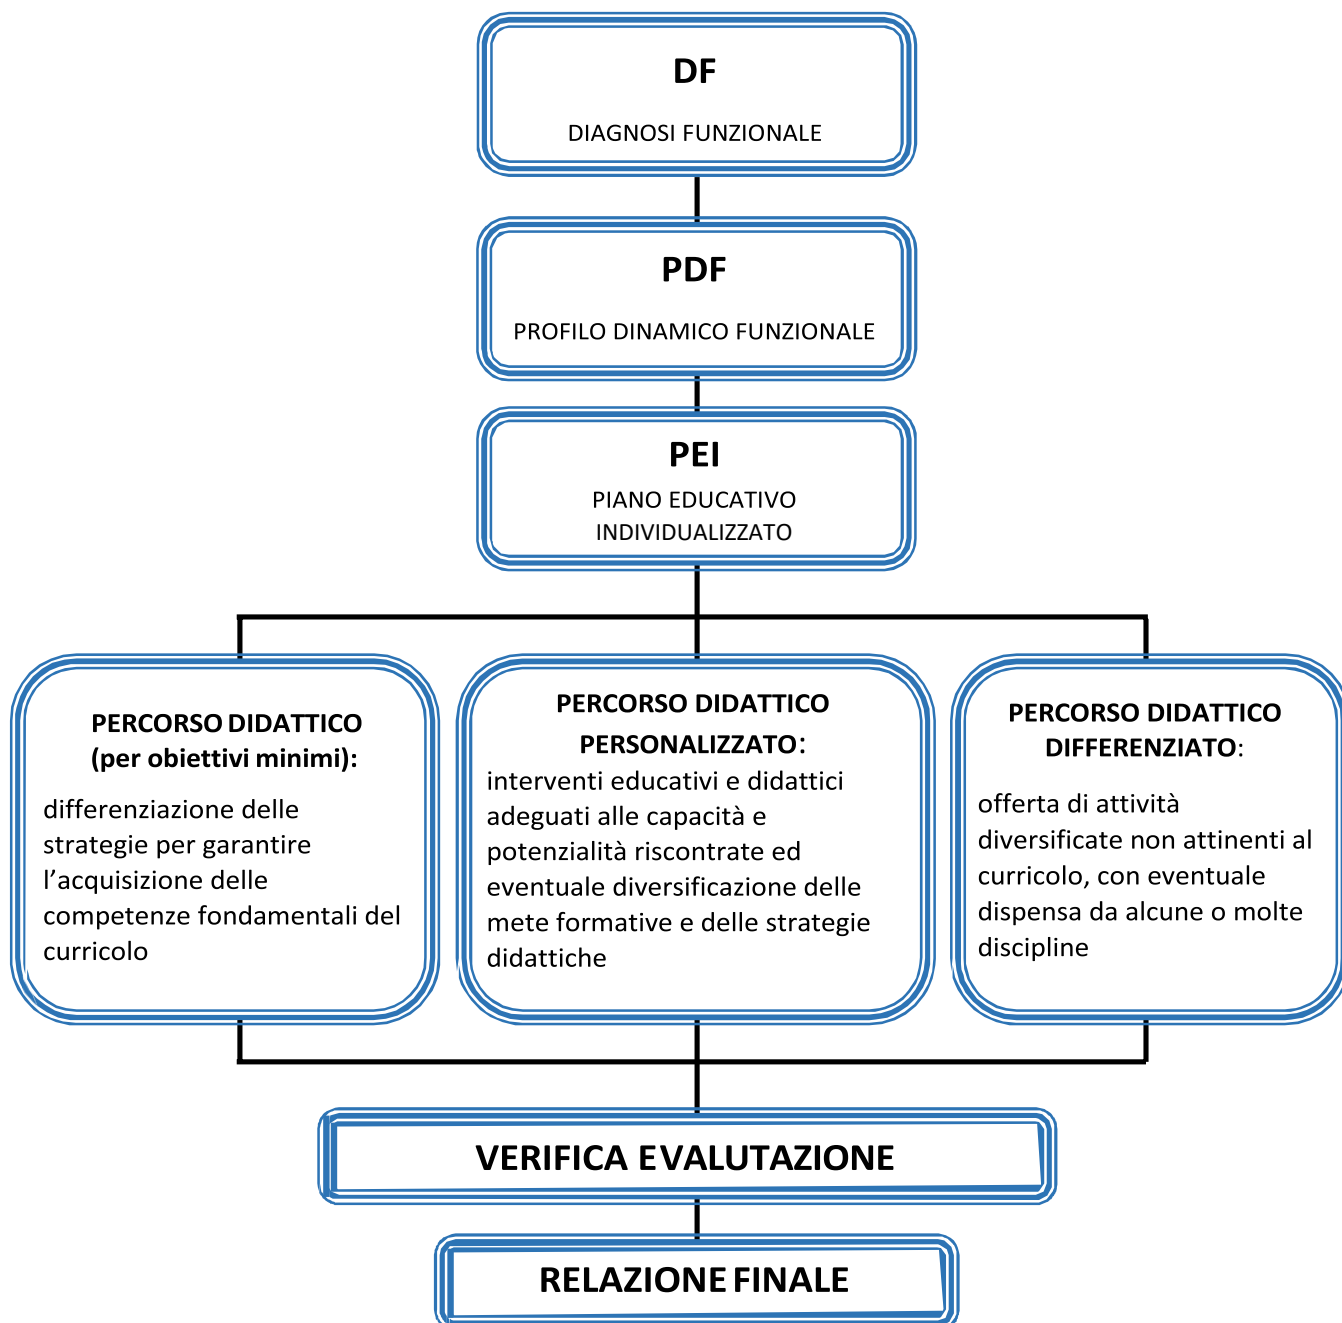 DF
DIAGNOSI FUNZIONALE
PDF
PROFILO DINAMICO FUNZIONALE
PEI
PIANO EDUCATIVO
INDIVIDUALIZZATO
PERCORSO DIDATTICO
(per obiettivi minimi):
differenziazione delle
strategie per garantire
l’acquisizione delle
competenze fondamentali del
curricolo
PERCORSO DIDATTICO
PERSONALIZZATO:
interventi educativi e didattici
adeguati alle capacità e
potenzialità riscontrate ed
eventuale diversificazione delle
mete formative e delle strategie
didattiche
PERCORSO DIDATTICO
DIFFERENZIATO:
offerta di attività
diversificate non attinenti al
curricolo, con eventuale
dispensa da alcune o molte
discipline
VERIFICA E VALUTAZIONE
RELAZIONE FINALE